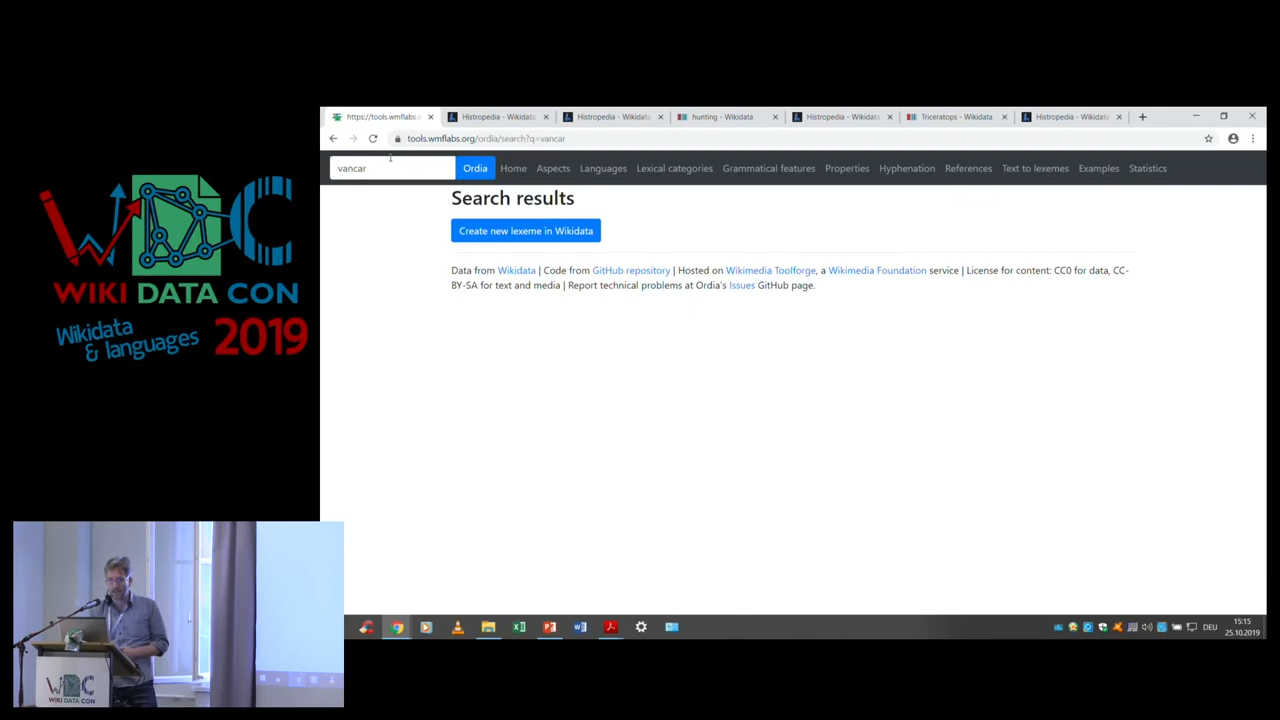 https://tools.wmflabs.o
Histropedia - Wikidata
Histropedia - Wikidata
hunting - Wikidata
Histropedia - Wikidata
Triceratops - Wikidata
Histropedia - Wikidata
tools.wmflabs.org/ordia/search?q=vancar
vancar
Ordia Home Aspects Languages Lexical categories Grammatical features Properties Hyphenation References Text to lexemes Examples Statistics
Search results
Create new lexeme in Wikidata
Data from Wikidata | Code from GitHub repository | Hosted on Wikimedia Toolforge, a Wikimedia Foundation service | License for content: CC0 for data, CC-
BY-SA for text and media | Report technical problems at Ordia's Issues GitHub page.
WDC
WIKI DATA CON
Wikidata
& languages 2019
WDC
WIKI DATA CON
DEU
15:15
25.10.2019